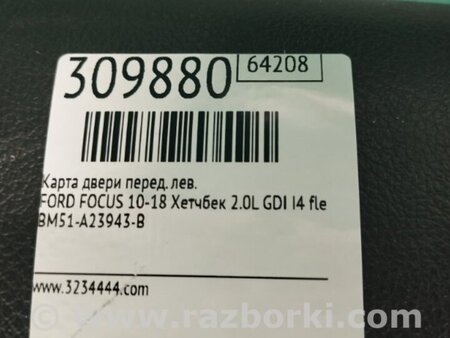 309880
64208
Карта двери перед. лев.
FORD FOCUS 10-18 Хетчбек 2.0L GDI I4 fle
BM51-A23943-B
www.3234444.com
© www.razborki.com